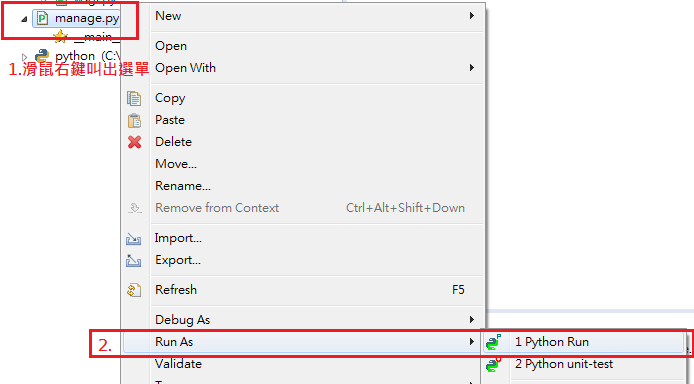 manage.py
__main_
python (C:\
1.滑鼠右鍵叫出選單
New
Open
Open With
Copy
Paste
Delete
Move...
Rename...
Remove from Context Ctrl+Alt+Shift+Down
Import...
Export...
Refresh F5
Debug As
2. Run As 1 Python Run
Validate 2 Python unit-test